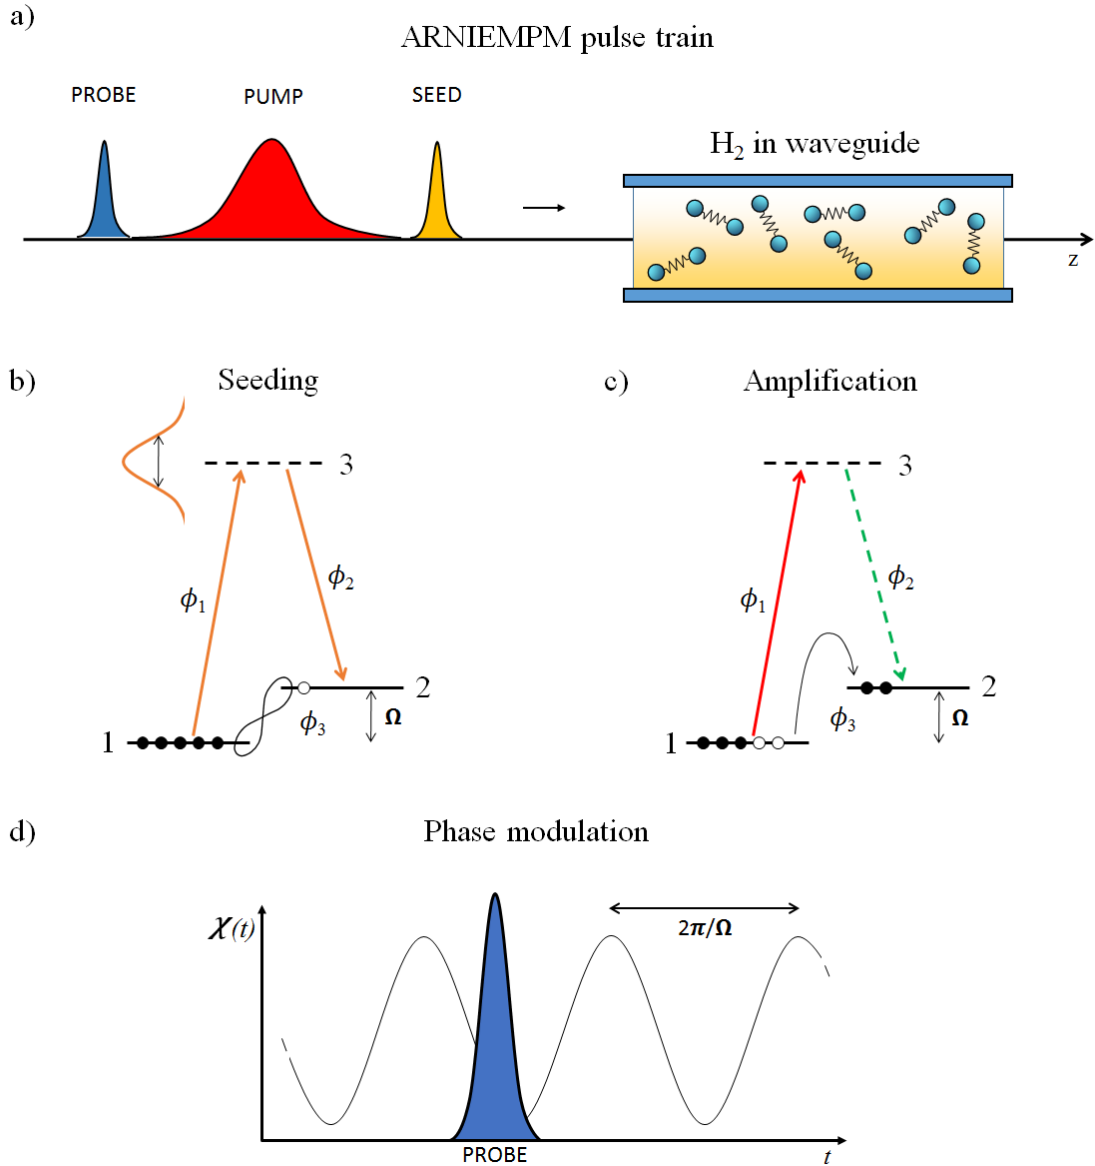 a)
ARNIEMPM pulse train
PROBE
PUMP
SEED
H₂ in waveguide
z
b)
Seeding
3
ϕ₁
ϕ₂
2
ϕ₃
Ω
1
c)
Amplification
3
ϕ₁
ϕ₂
2
ϕ₃
Ω
1
d)
Phase modulation
χ(t)
2π/Ω
PROBE
t